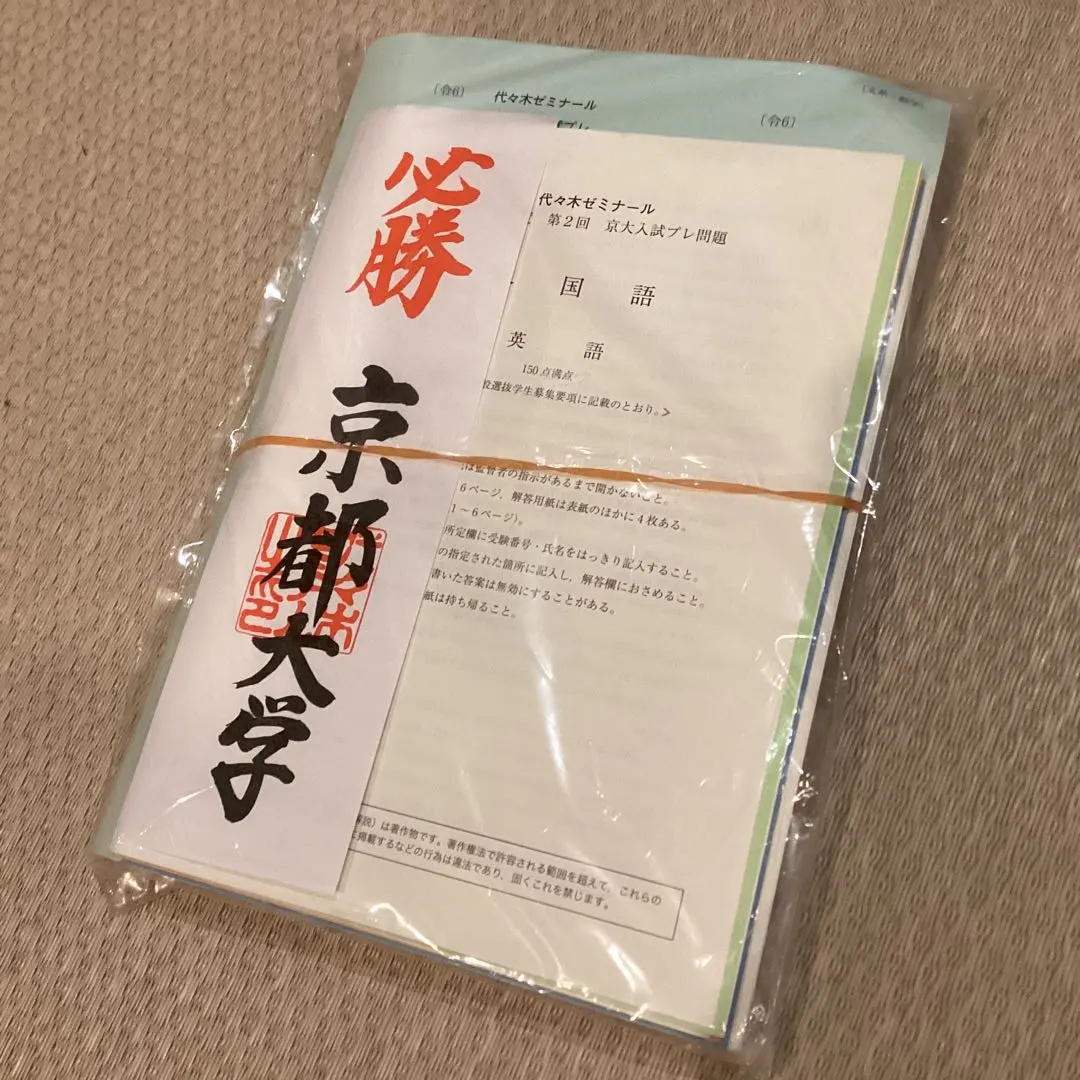 〔令6〕
代々木ゼミナール
〔令6〕
プレ
必勝
京都大学
代々木ゼミナール
第2回 京大入試プレ問題
国語
英語
150点満点
選抜学生募集要項に記載のとおり。＞
は監督者の指示があるまで開かないこと。
6ページ，解答用紙は表紙のほかに4枚ある。
1～6ページ）。
所定欄に受験番号・氏名をはっきり記入すること。
の指定された箇所に記入し，解答欄におさめること。
書いた答案は無効にすることがある。
紙は持ち帰ること。
解説）は著作物です。著作権法で許容される範囲を超えて，これらの
に掲載するなどの行為は違法であり，固くこれを禁じます。